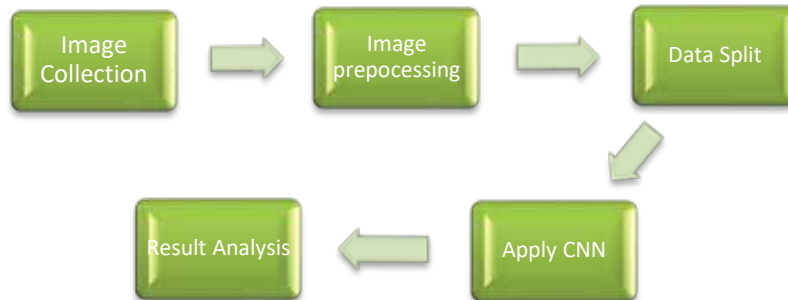 Image
Collection
Image
prepocessing
Data Split
Apply CNN
Result Analysis